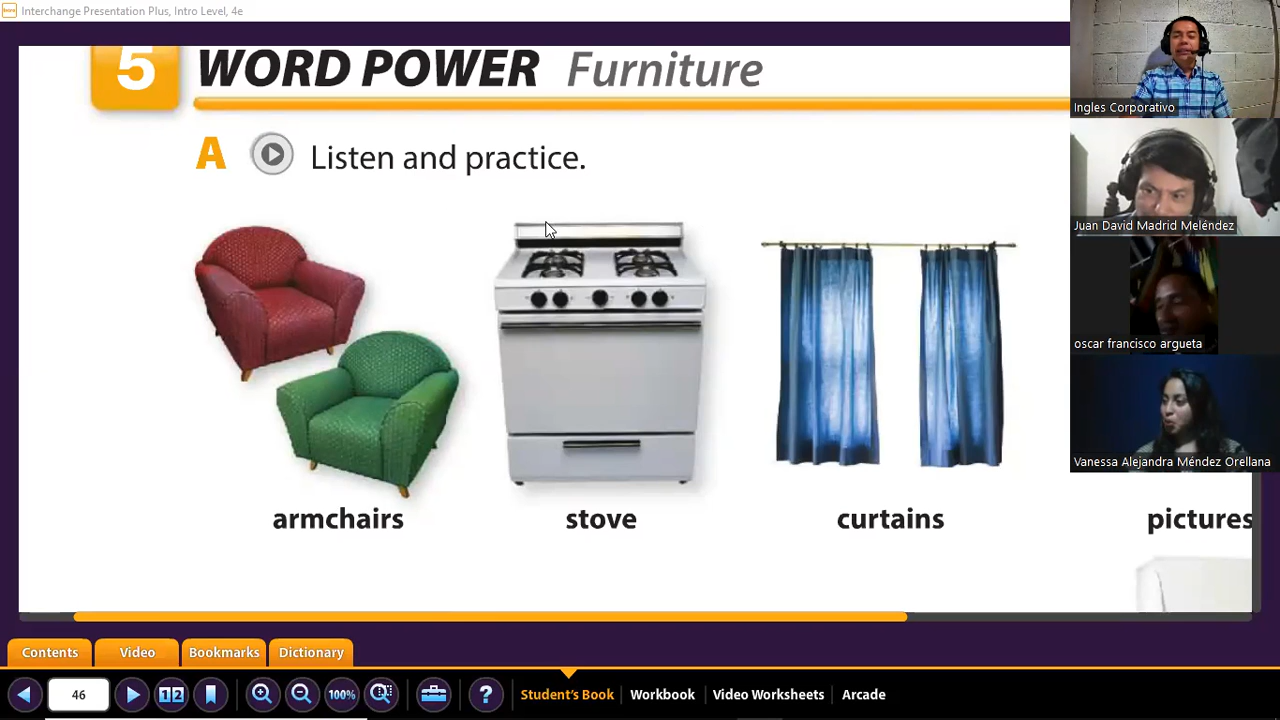 Interchange Presentation Plus, Intro Level, 4e
5 WORD POWER Furniture
A Listen and practice.
armchairs stove curtains pictures
Ingles Corporativo
Juan David Madrid Meléndez
oscar francisco argueta
Vanessa Alejandra Méndez Orellana
Contents Video Bookmarks Dictionary
46 1 2 100% ? Student's Book Workbook Video Worksheets Arcade